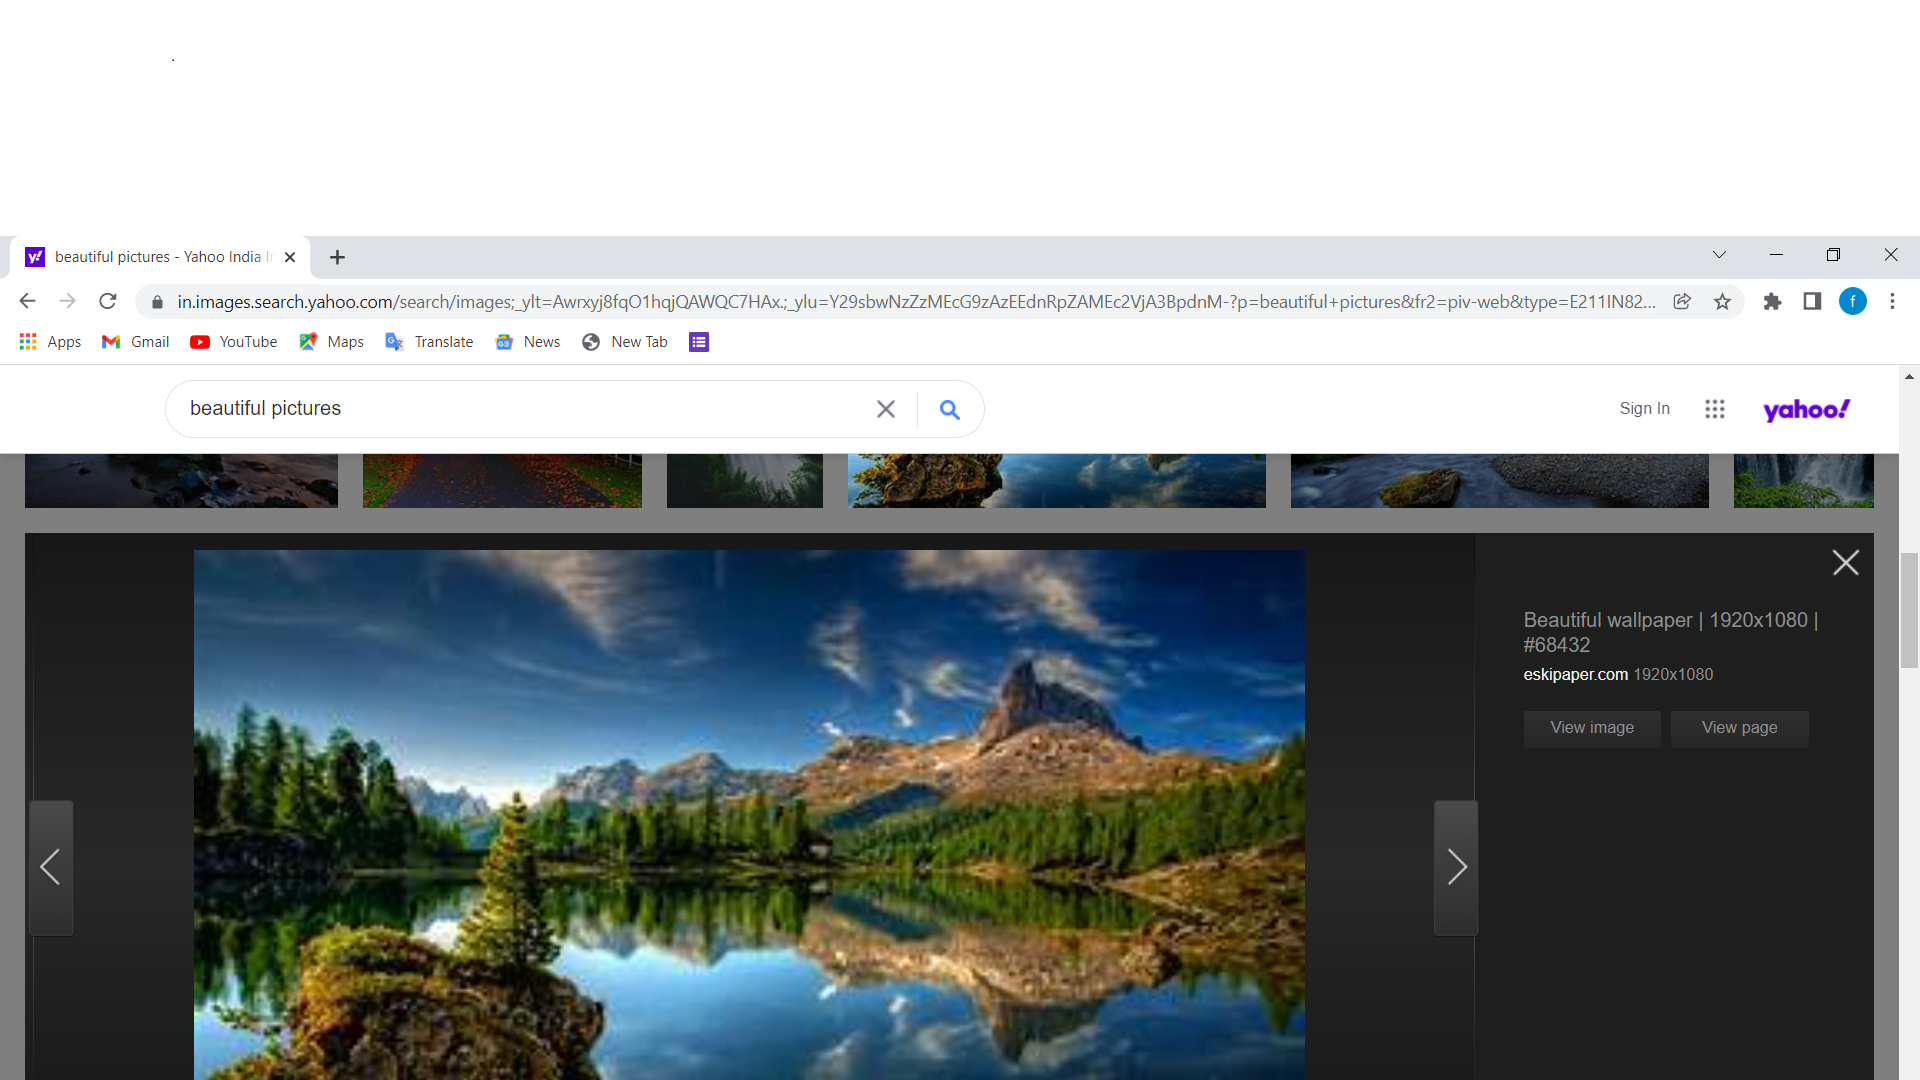 beautiful pictures - Yahoo India
in.images.search.yahoo.com/search/images;_ylt=Awrxyj8fqO1hqjQAWQC7HAx.;_ylu=Y29sbwNzZzMEcG9zAzEEdnRpZAMEc2VjA3BpdnM-?p=beautiful+pictures&fr2=piv-web&type=E211IN82...
f
Apps Gmail YouTube Maps Translate News New Tab
beautiful pictures
Sign In
yahoo!
Beautiful wallpaper | 1920x1080 |
#68432
eskipaper.com 1920x1080
View image View page